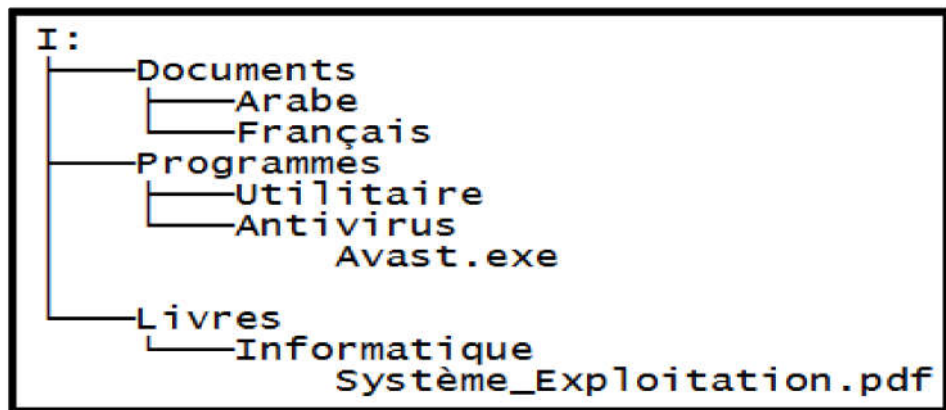 I:
Documents
Arabe
Français
Programmes
Utilitaire
Antivirus
Avast.exe
Livres
Informatique
Système_Exploitation.pdf